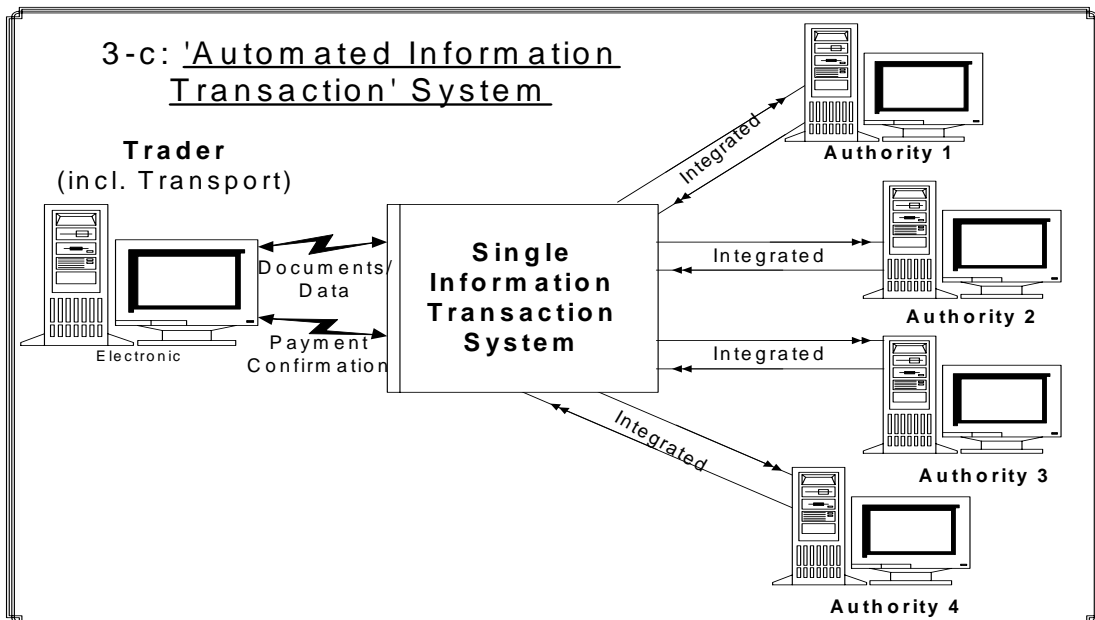 3-c: 'Automated Information
Transaction' System
Trader
(incl. Transport)
Electronic
Documents/
Data
Payment
Confirmation
Single
Information
Transaction
System
Integrated
Authority 1
Integrated
Authority 2
Integrated
Authority 3
Integrated
Authority 4